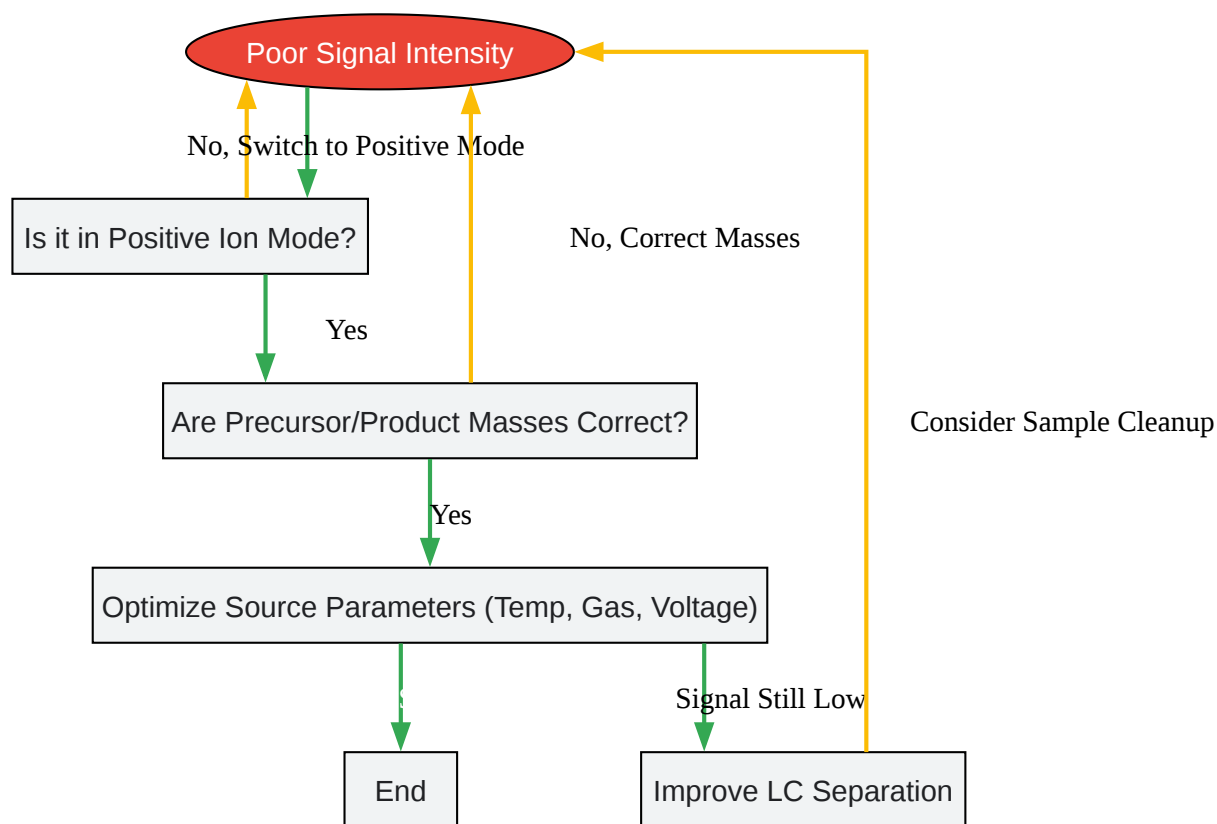 Poor Signal Intensity
No, Switch to Positive Mode
Is it in Positive Ion Mode?
No, Correct Masses
Yes
Are Precursor/Product Masses Correct?
Consider Sample Cleanup
Yes
Optimize Source Parameters (Temp, Gas, Voltage)
Signal Still Low
End
Improve LC Separation